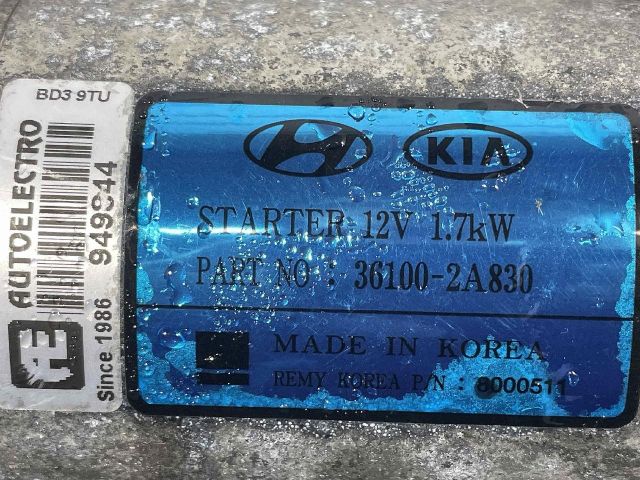 BD3 9TU
AUTOELECTRO
949944
Since 1986
KIA
STARTER 12V 1.7kW
PART NO : 36100-2A830
MADE IN KOREA
REMY KOREA P/N : 8000511